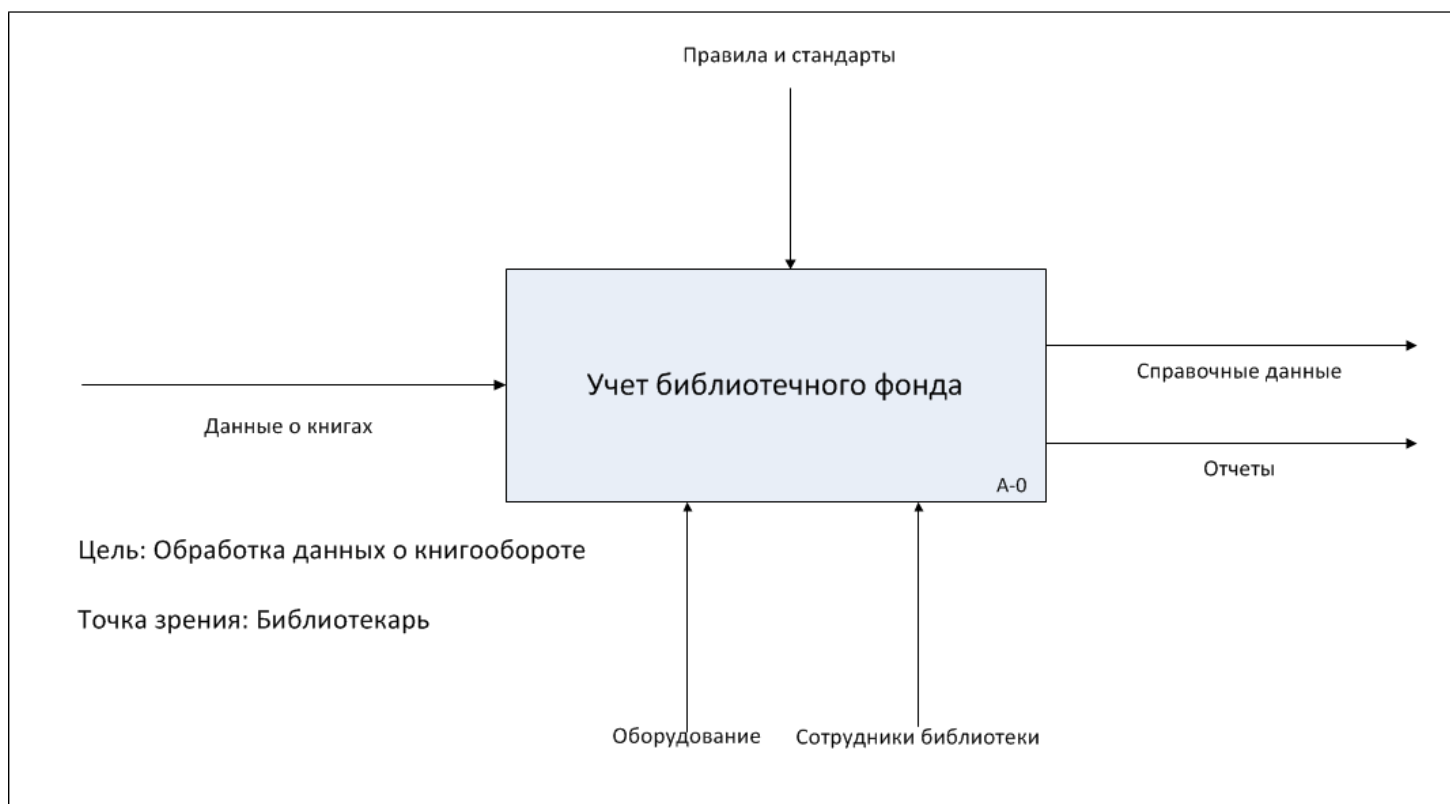 Правила и стандарты
Учет библиотечного фонда
Справочные данные
Данные о книгах
Отчеты
А-0
Цель: Обработка данных о книгообороте
Точка зрения: Библиотекарь
Оборудование
Сотрудники библиотеки